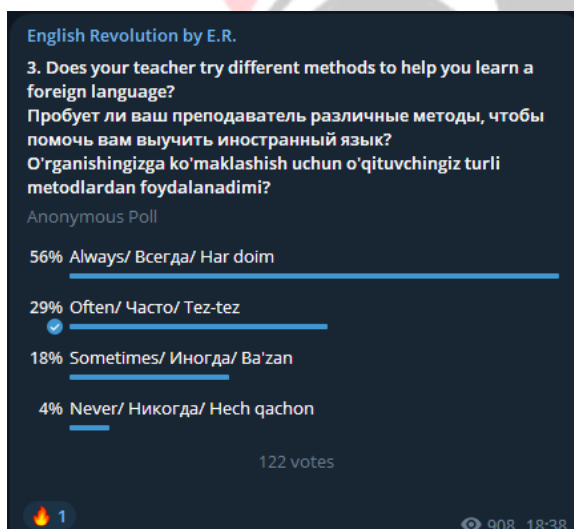 English Revolution by E.R.
3. Does your teacher try different methods to help you learn a
foreign language?
Пробует ли ваш преподаватель различные методы, чтобы
помочь вам выучить иностранный язык?
O'rganishingizga ko'maklashish uchun o'qituvchingiz turli
metodlardan foydalanadimi?
Anonymous Poll
56% Always/ Всегда/ Har doim
29% Often/ Часто/ Tez-tez
18% Sometimes/ Иногда/ Ba'zan
4% Never/ Никогда/ Hech qachon
122 votes
🔥 1
908 18:38